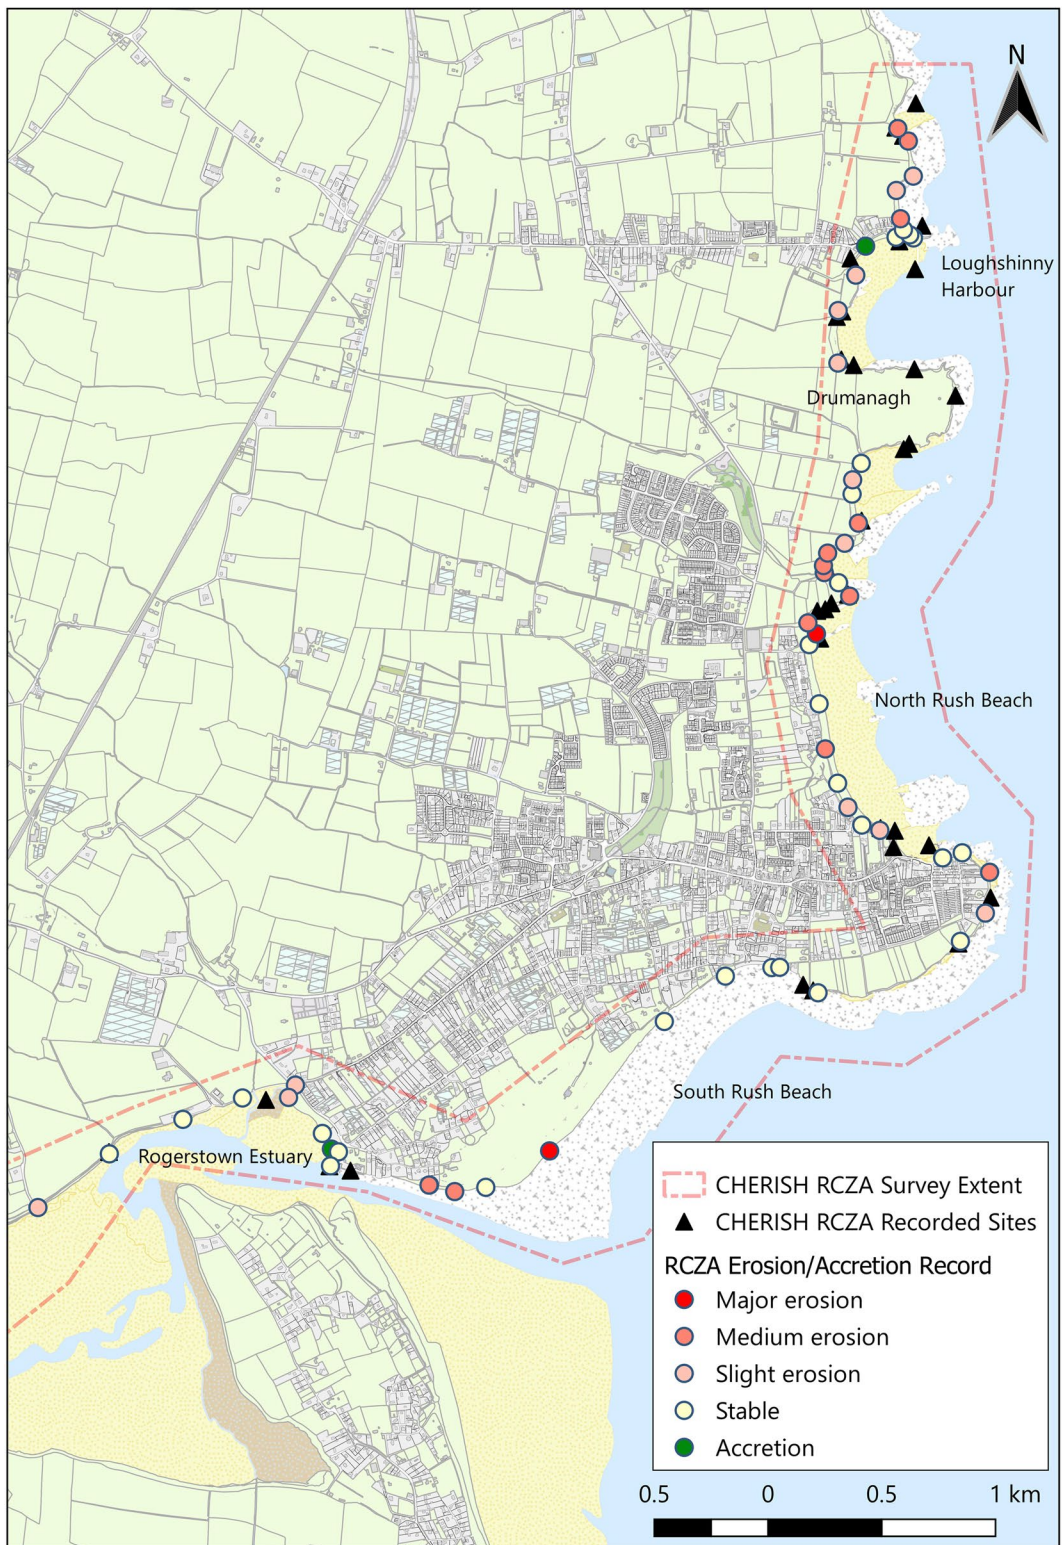 N
Loughshinny
Harbour
Drumanagh
North Rush Beach
South Rush Beach
Rogerstown Estuary
CHERISH RCZA Survey Extent
CHERISH RCZA Recorded Sites
RCZA Erosion/Accretion Record
Major erosion
Medium erosion
Slight erosion
Stable
Accretion
0.5 0 0.5 1 km